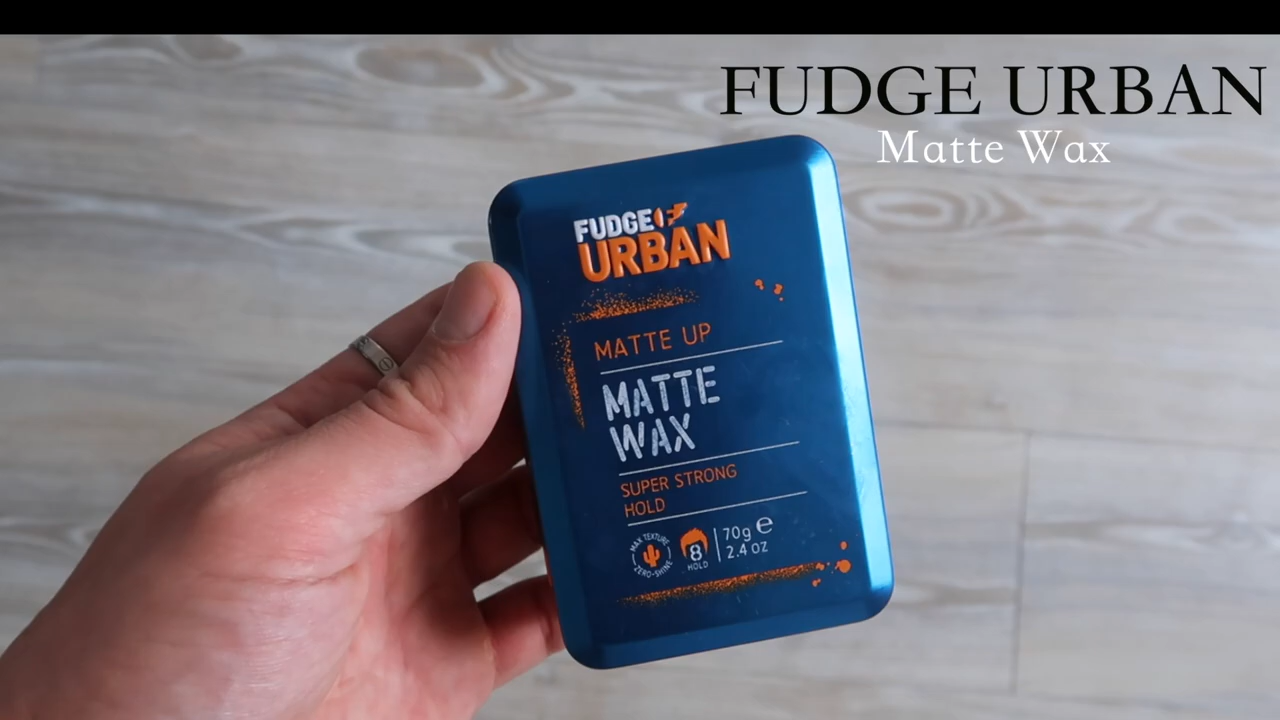 FUDGE URBAN
Matte Wax
FUDGE
URBAN
MATTE UP
MATTE
WAX
SUPER STRONG
HOLD
MAX TEXTURE
ZERO-SHINE
8
HOLD
70g e
2.4 oz